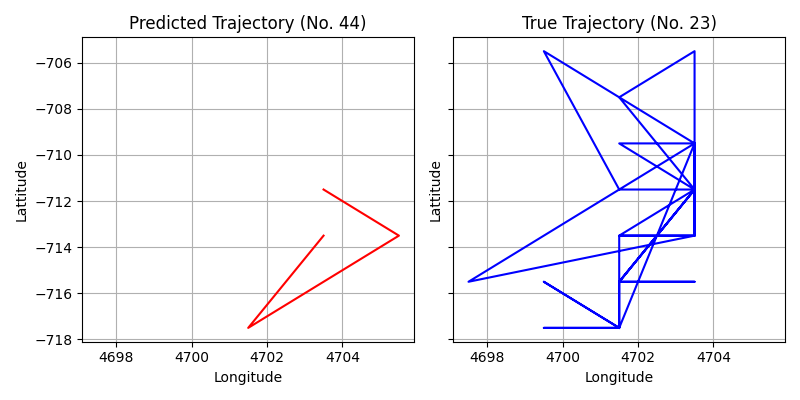 Predicted Trajectory (No. 44)
True Trajectory (No. 23)
Lattitude
−706
−708
−710
−712
−714
−716
−718
4698
4700
4702
4704
Longitude
Lattitude
4698
4700
4702
4704
Longitude